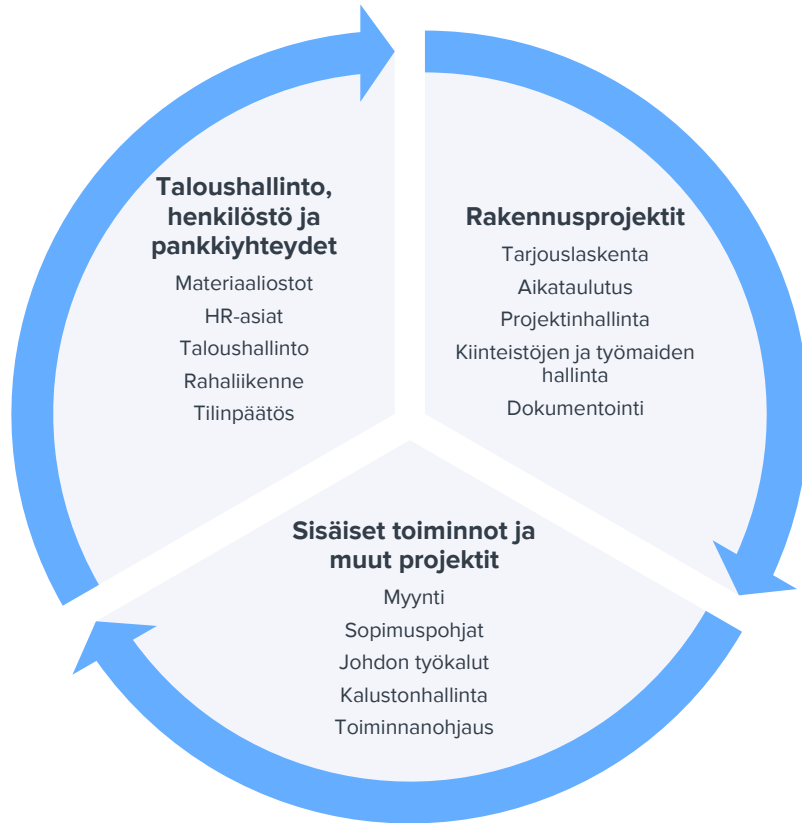 Taloushallinto,
henkilöstö ja
pankkiyhteydet
Materiaaliostot
HR-asiat
Taloushallinto
Rahaliikenne
Tilinpäätös
Rakennusprojektit
Tarjouslaskenta
Aikataulutus
Projektinhallinta
Kiinteistöjen ja työmaiden
hallinta
Dokumentointi
Sisäiset toiminnot ja
muut projektit
Myynti
Sopimuspohjat
Johdon työkalut
Kalustonhallinta
Toiminnanohjaus